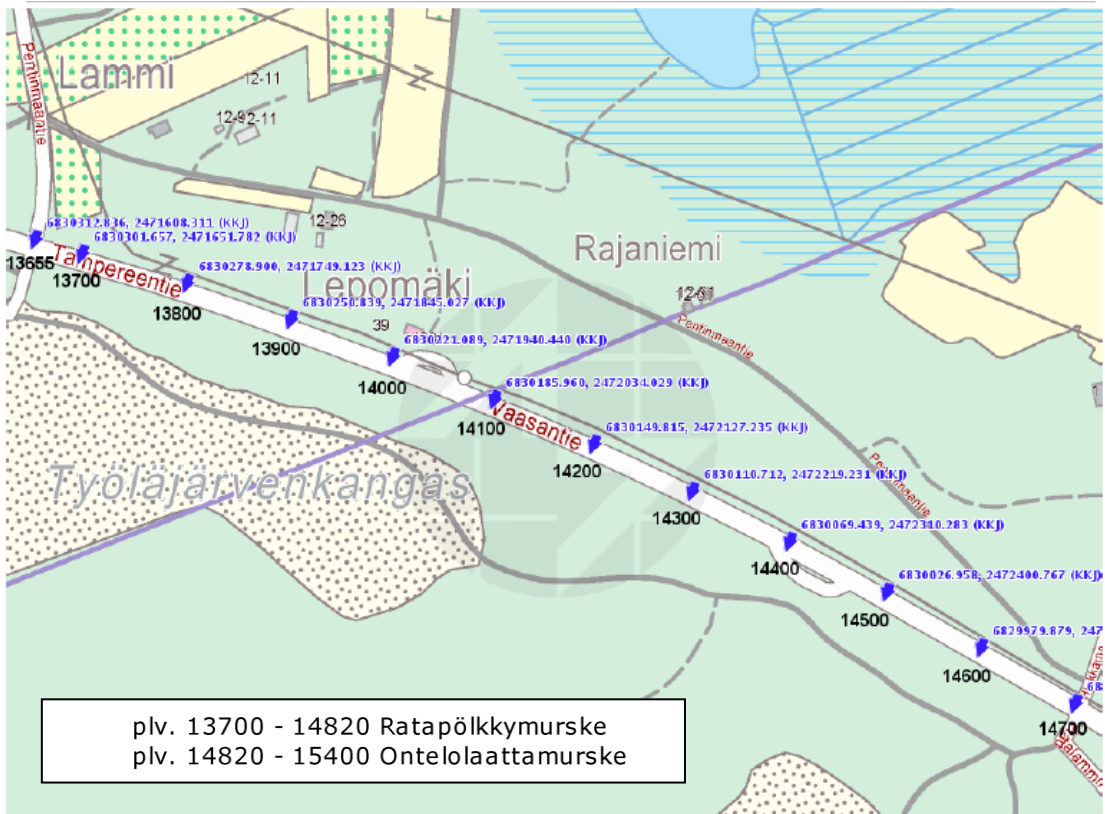 Pentinmaantie
Lammi
12-11
12-11
6830312.836, 2471608.311 (KKJ)
6830301.657, 2471651.782 (KKJ)
12-26
Rajaniemi
13655
Tampereentie
13700
6830278.900, 2471749.123 (KKJ)
Lepomäki
13800
6830250.839, 2471845.027 (KKJ)
39
Pentinmaantie
13900
6830221.089, 2471940.440 (KKJ)
14000
6830185.960, 2472034.029 (KKJ)
Vaasantie
14100
6830149.815, 2472127.235 (KKJ)
14200
Työläjärvenkangas
6830110.712, 2472219.231 (KKJ)
14300
6830069.439, 2472310.283 (KKJ)
14400
6830026.958, 2472400.767 (KKJ)
14500
6829979.879, 247
14600
68
14700
plv. 13700 - 14820 Ratapölkkymurske
plv. 14820 - 15400 Ontelolaattamurske